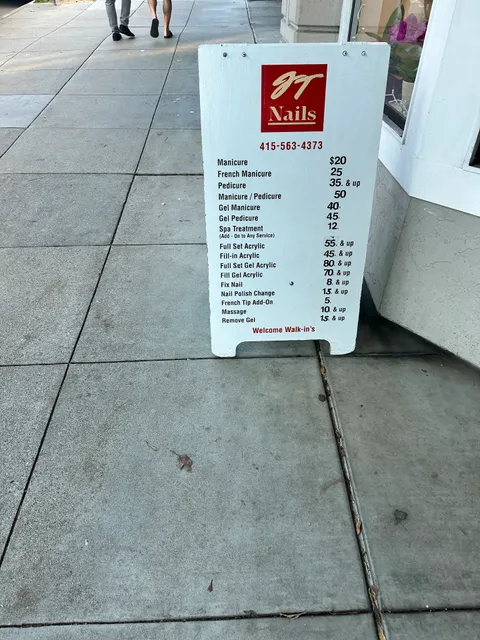 JT
Nails
415-563-4373
Manicure $20
French Manicure 25
Pedicure 35. & up
Manicure / Pedicure 50
Gel Manicure 40.
Gel Pedicure 45.
Spa Treatment 12.
(Add - On to Any Service)
Full Set Acrylic 55. & up
Fill-in Acrylic 45. & up
Full Set Gel Acrylic 80. & up
Fill Gel Acrylic 70. & up
Fix Nail 8. & up
Nail Polish Change 15. & up
French Tip Add-On 5.
Massage 10. & up
Remove Gel 15. & up
Welcome Walk-in's